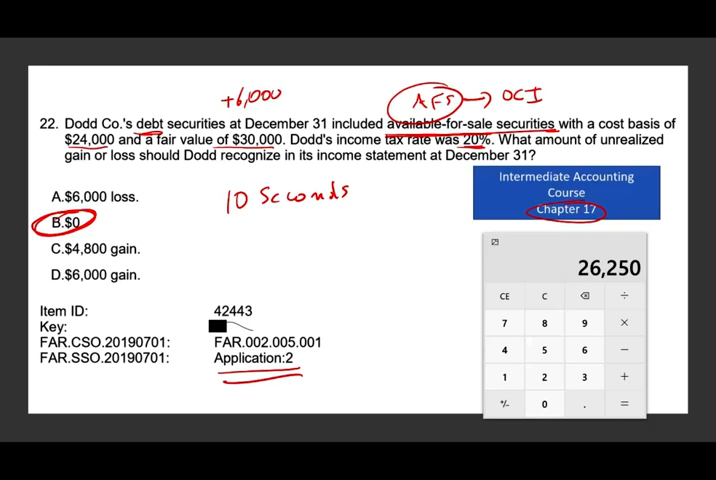 +6,000
AFS → OCI
22. Dodd Co.'s debt securities at December 31 included available-for-sale securities with a cost basis of
$24,000 and a fair value of $30,000. Dodd's income tax rate was 20%. What amount of unrealized
gain or loss should Dodd recognize in its income statement at December 31?
A.$6,000 loss.
B.$0
C.$4,800 gain.
D.$6,000 gain.
10 Seconds
Intermediate Accounting
Course
Chapter 17
26,250
CE C ⌫ ÷
7 8 9 ×
4 5 6 −
1 2 3 +
+/- 0 . =
Item ID: 42443
Key:
FAR.CSO.20190701: FAR.002.005.001
FAR.SSO.20190701: Application:2